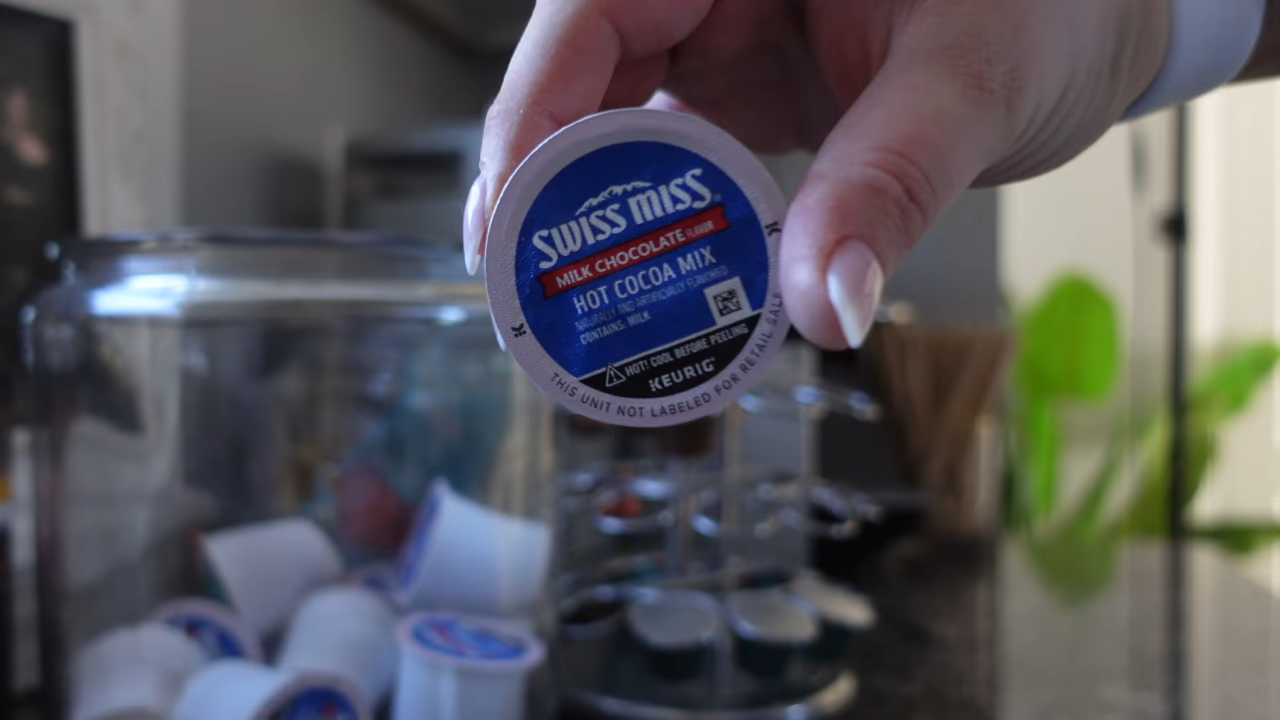 SWISS MISS®
MILK CHOCOLATE FLAVOR
HOT COCOA MIX
NATURALLY AND ARTIFICIALLY FLAVORED
CONTAINS: MILK
HOT! COOL BEFORE PEELING
KEURIG®
THIS UNIT NOT LABELED FOR RETAIL SALE
K
K